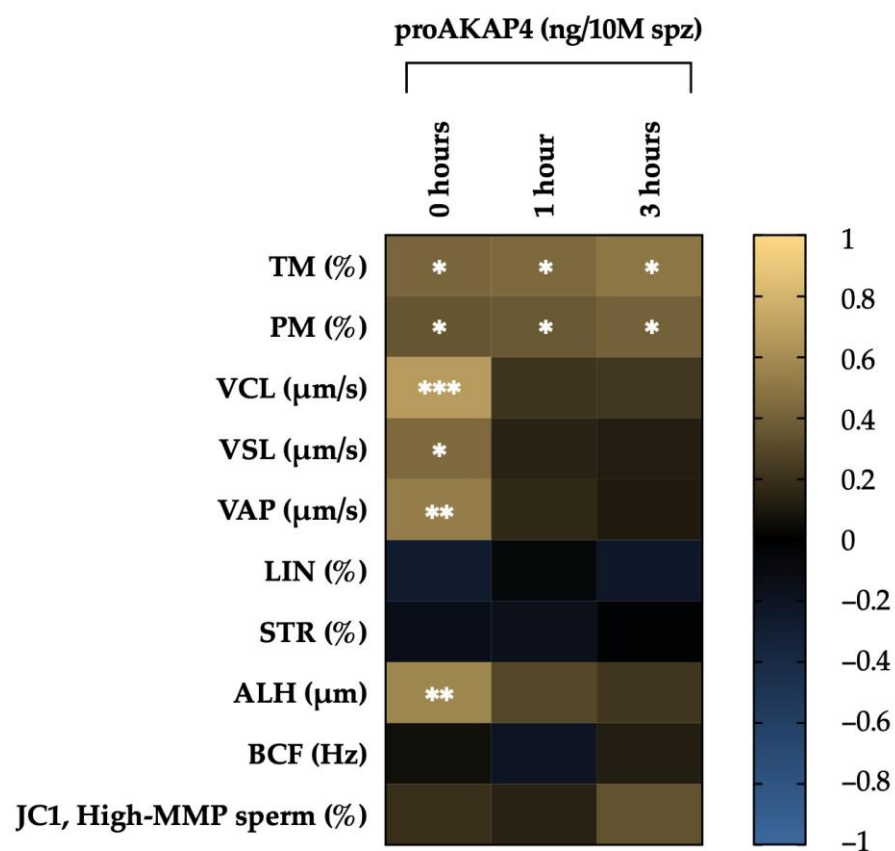 proAKAP4 (ng/10M spz)
0 hours
1 hour
3 hours
TM (%) * * *
PM (%) * * *
VCL (μm/s) ***
VSL (μm/s) *
VAP (μm/s) **
LIN (%)
STR (%)
ALH (μm) **
BCF (Hz)
JC1, High-MMP sperm (%)
1
0.8
0.6
0.4
0.2
0
−0.2
−0.4
−0.6
−0.8
−1